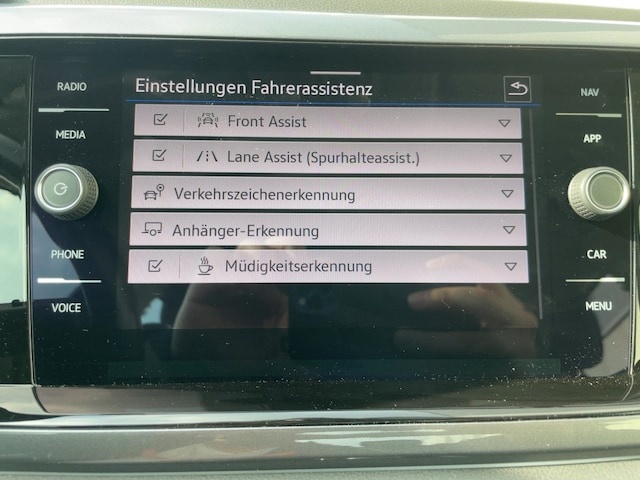 Einstellungen Fahrerassistenz
Front Assist
Lane Assist (Spurhalteassist.)
Verkehrszeichenerkennung
Anhänger-Erkennung
Müdigkeitserkennung
RADIO
MEDIA
PHONE
VOICE
NAV
APP
CAR
MENU